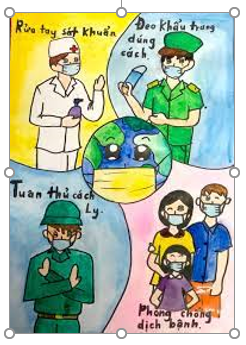 Rửa tay sát khuẩn
Đeo khẩu trang
đúng
cách.
Tuân thủ cách
Ly.
Phòng chống
dịch bệnh.